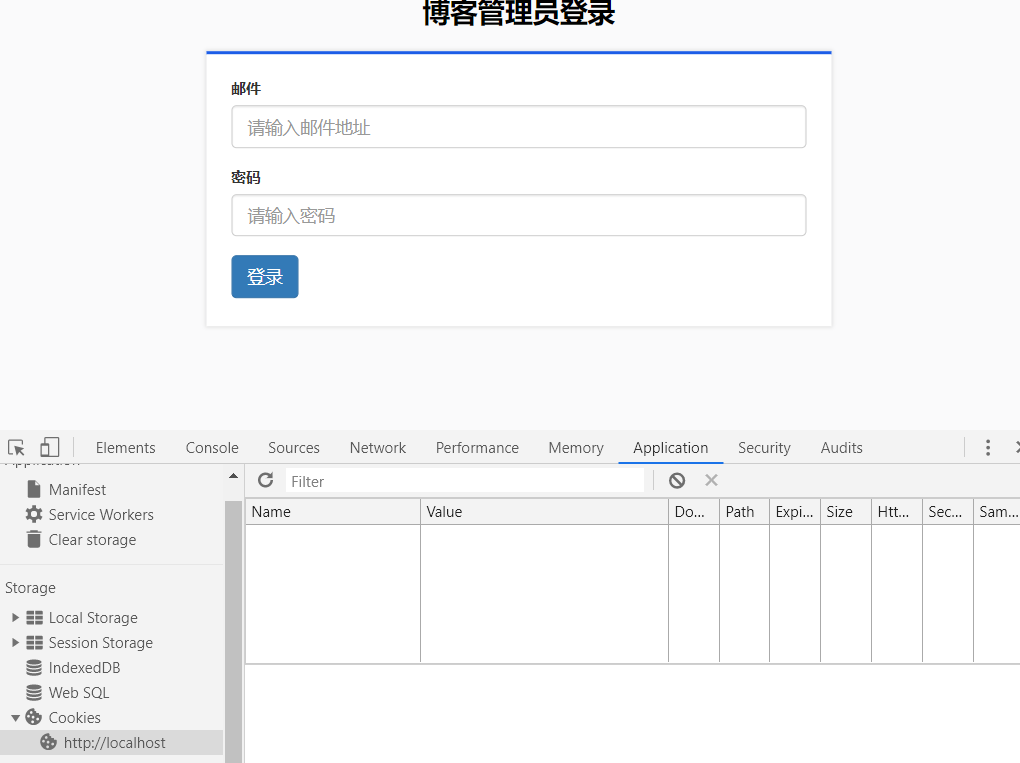 博客管理员登录
邮件
请输入邮件地址
密码
请输入密码
登录
Elements Console Sources Network Performance Memory Application Security Audits
Application
Manifest
Service Workers
Clear storage
Storage
Local Storage
Session Storage
IndexedDB
Web SQL
Cookies
http://localhost
Filter
Name Value Do... Path Expi... Size Htt... Sec... Sam...